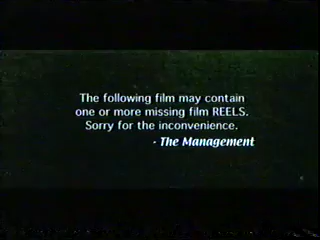 The following film may contain
one or more missing film REELS.
Sorry for the inconvenience.
- The Management